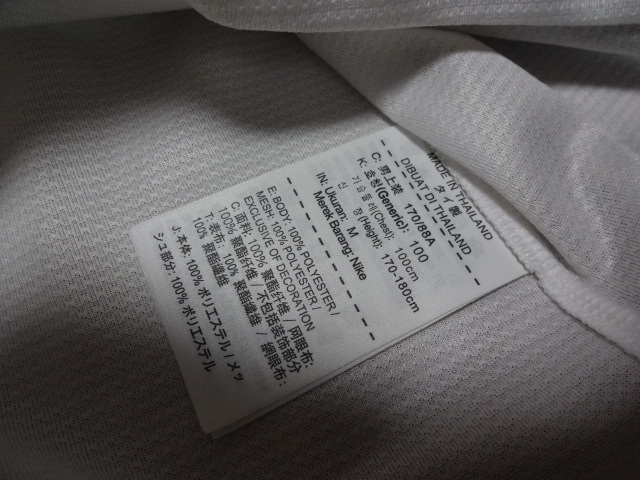 MADE IN THAILAND
タイ製
DIBUAT DI THAILAND
C: 男上装 170/88A
K: 호칭(Generic): 100
가슴둘레(Chest): 100cm
신 장(Height): 170-180cm
IN: Ukuran: M
Merek Barang: Nike
E: BODY: 100% POLYESTER /
MESH: 100% POLYESTER /
EXCLUSIVE OF DECORATION
C: 面料: 100% 聚酯纤维 / 网眼布:
100% 聚酯纤维 / 不包括装饰部分
T: 表布: 100% 聚酯纖維 / 網眼布:
100% 聚酯纖維
J: 本体: 100% ポリエステル / メッ
シュ部分: 100% ポリエステル